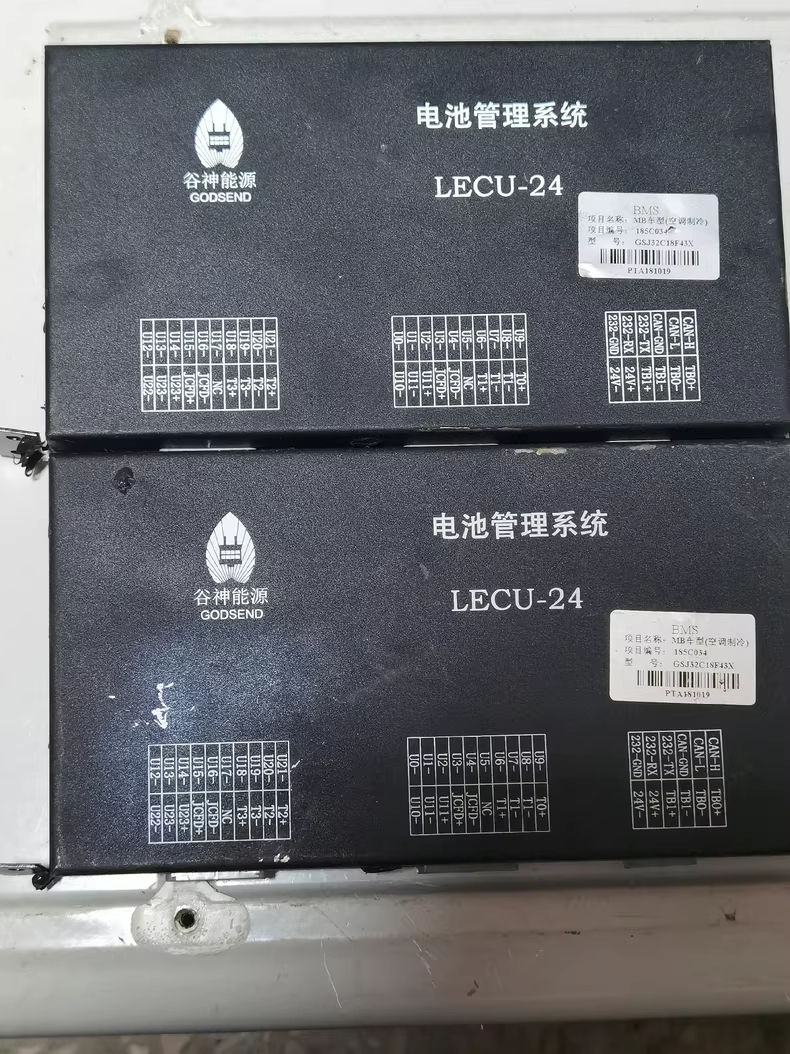 谷神能源
GODSEND
电池管理系统
LECU-24
BMS
项目名称: MB车型(空调制冷)
项目编号: 185C034
型 号: GSJ32C18F43X
PTA181019
U21- U20- U19- U18- U17- U16- U15- U14- U13- U12-
T2+ T2- T3- T3+ NC JCFD- JCFD+ U23+ U23- U22-
U9- U8- U7- U6- U5- U4- U3- U2- U1- U0-
T0+ T1- T1- T1+ NC JCFD- JCFD+ U11+ U11- U10-
CAN-H CAN-L CAN-GND 232-TX 232-RX 232-GND
TB0+ TB0- TB1- TB1+ 24V+ 24V-
谷神能源
GODSEND
电池管理系统
LECU-24
BMS
项目名称: MB车型(空调制冷)
项目编号: 185C034
型 号: GSJ32C18F43X
PTA181019
U21- U20- U19- U18- U17- U16- U15- U14- U13- U12-
T2+ T2- T3- T3+ NC JCFD- JCFD+ U23+ U23- U22-
U9- U8- U7- U6- U5- U4- U3- U2- U1- U0-
T0+ T1- T1- T1+ NC JCFD- JCFD+ U11+ U11- U10-
CAN-H CAN-L CAN-GND 232-TX 232-RX 232-GND
TB0+ TB0- TB1- TB1+ 24V+ 24V-